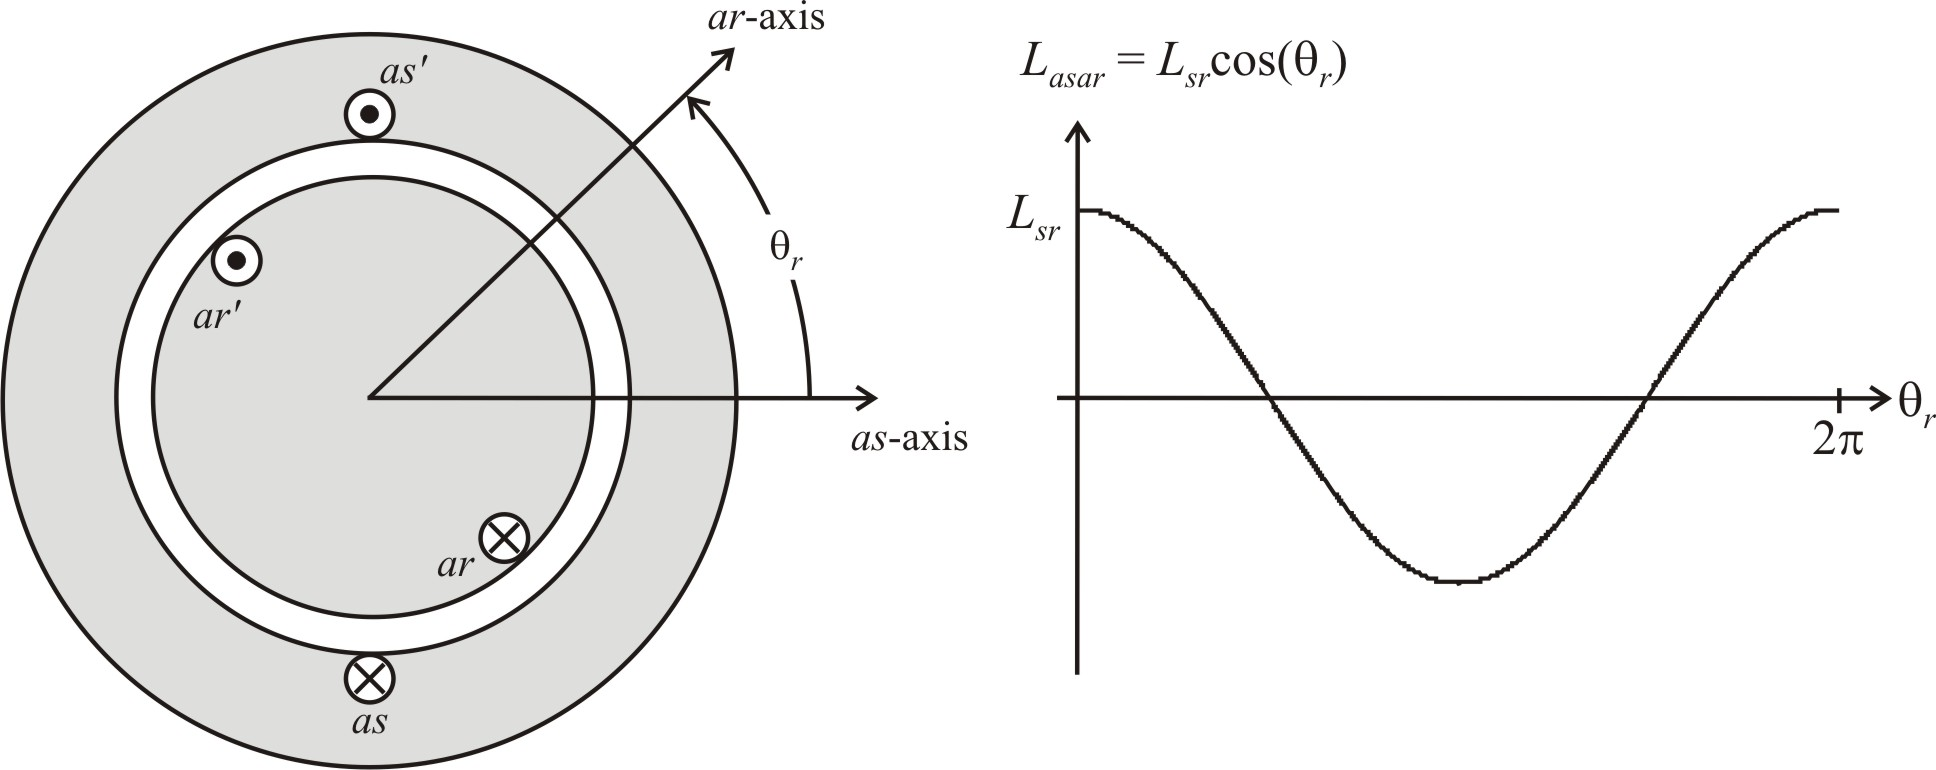 ar-axis
as'
θr
ar'
as-axis
ar
as
Lasar = Lsrcos(θr)
Lsr
θr
2π